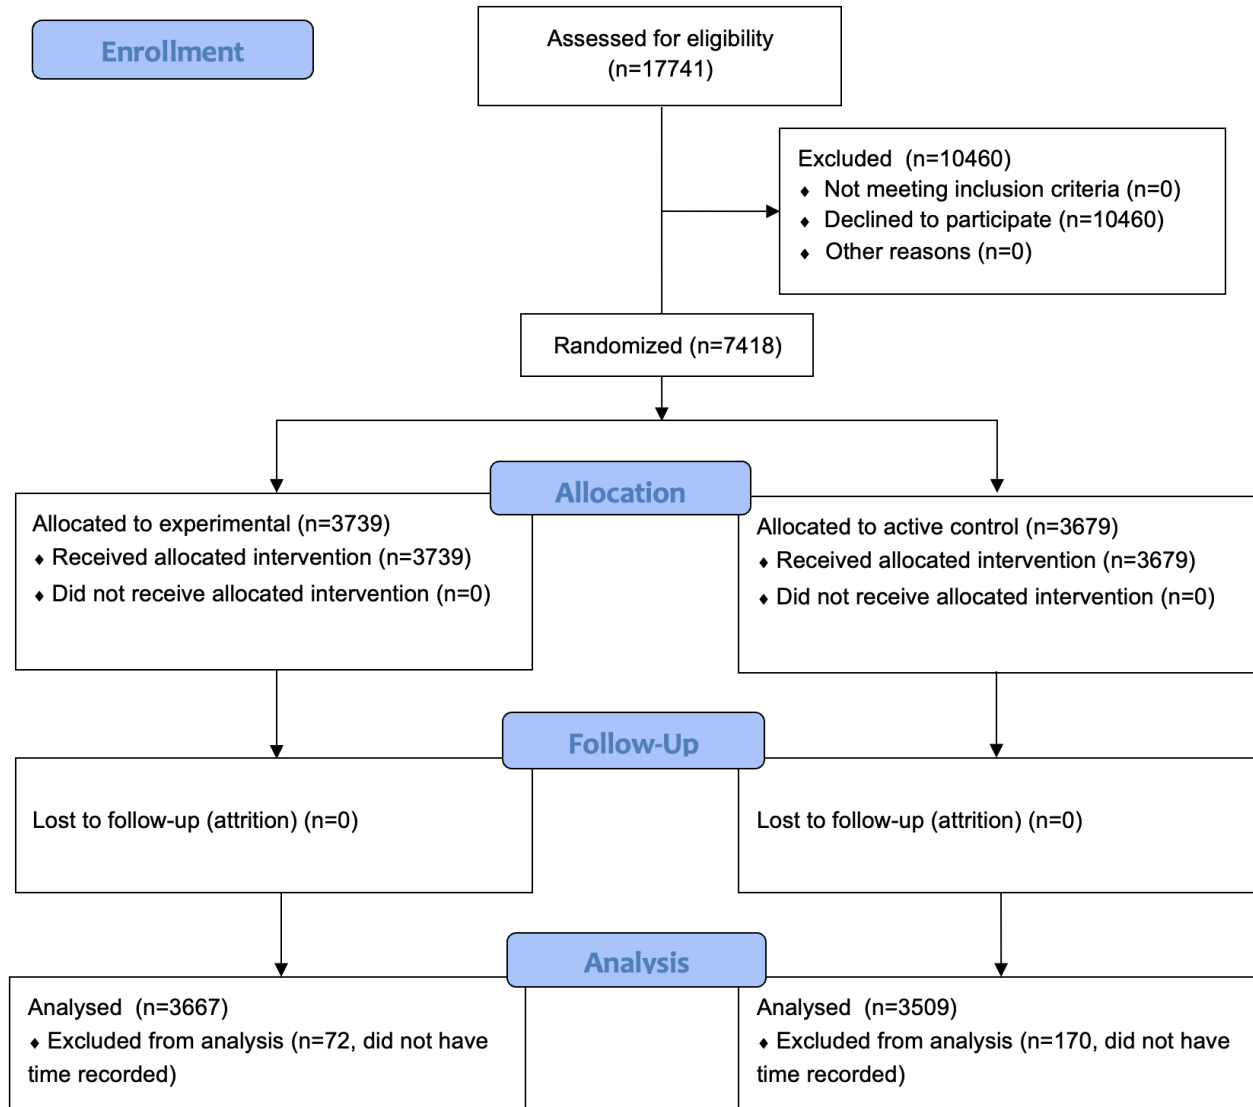 Enrollment
Assessed for eligibility
(n=17741)
Excluded (n=10460)
♦ Not meeting inclusion criteria (n=0)
♦ Declined to participate (n=10460)
♦ Other reasons (n=0)
Randomized (n=7418)
Allocation
Allocated to experimental (n=3739)
♦ Received allocated intervention (n=3739)
♦ Did not receive allocated intervention (n=0)
Allocated to active control (n=3679)
♦ Received allocated intervention (n=3679)
♦ Did not receive allocated intervention (n=0)
Follow-Up
Lost to follow-up (attrition) (n=0)
Lost to follow-up (attrition) (n=0)
Analysis
Analysed (n=3667)
♦ Excluded from analysis (n=72, did not have
time recorded)
Analysed (n=3509)
♦ Excluded from analysis (n=170, did not have
time recorded)